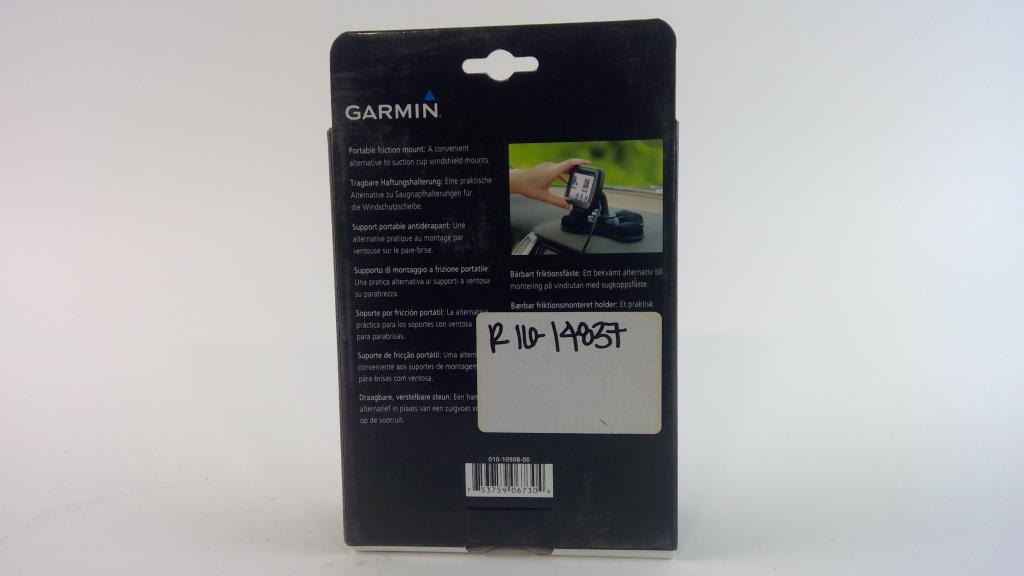 GARMIN
Portable friction mount: A convenient
alternative to suction cup windshield mounts.
Tragbare Haftungshalterung: Eine praktische
Alternative zu Saugnapfhalterungen für
die Windschutzscheibe.
Support portable antidérapant: Une
alternative pratique au montage par
ventouse sur le pare-brise.
Supporto di montaggio a frizione portatile:
Una pratica alternativa ai supporti a ventosa
su parabrezza.
Soporte por fricción portátil: La alternativa
práctica para los soportes con ventosa
para parabrisas.
Suporte de fricção portátil: Uma altern
conveniente aos suportes de montagem
pára-brisas com ventosa.
Draagbare, verstelbare steun: Een han
alternatief in plaats van een zuigvoet vo
op de voorruit.
Bärbart friktionsfäste: Ett bekvämt alternativ till
montering på vindrutan med sugkoppsfäste.
Bærbar friktionsmonteret holder: Et praktisk
R 16-14837
010-10908-00
7 53759 06730 4